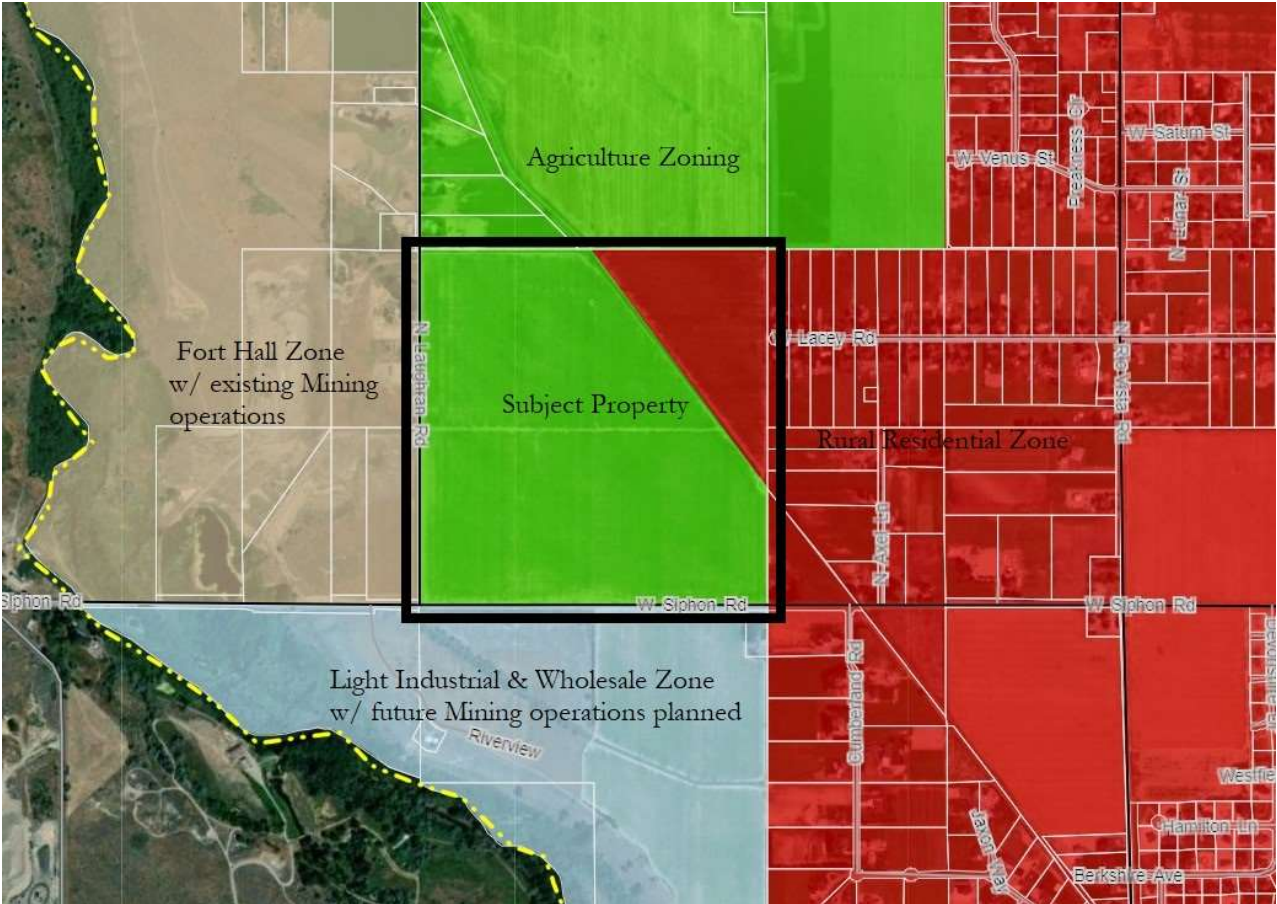 W Saturn St
W Venus St
Preakness Cir
N Lunar St
Agriculture Zoning
N Laughran Rd
W Lacey Rd
N Rio Vista Rd
Fort Hall Zone
w/ existing Mining
operations
Subject Property
Rural Residential Zone
N Axel Ln
Siphon Rd
W Siphon Rd
W Siphon Rd
Light Industrial & Wholesale Zone
w/ future Mining operations planned
Riverview
Cumberland Rd
Westfie
Jaxon Way
Hamilton Ln
Berkshire Ave